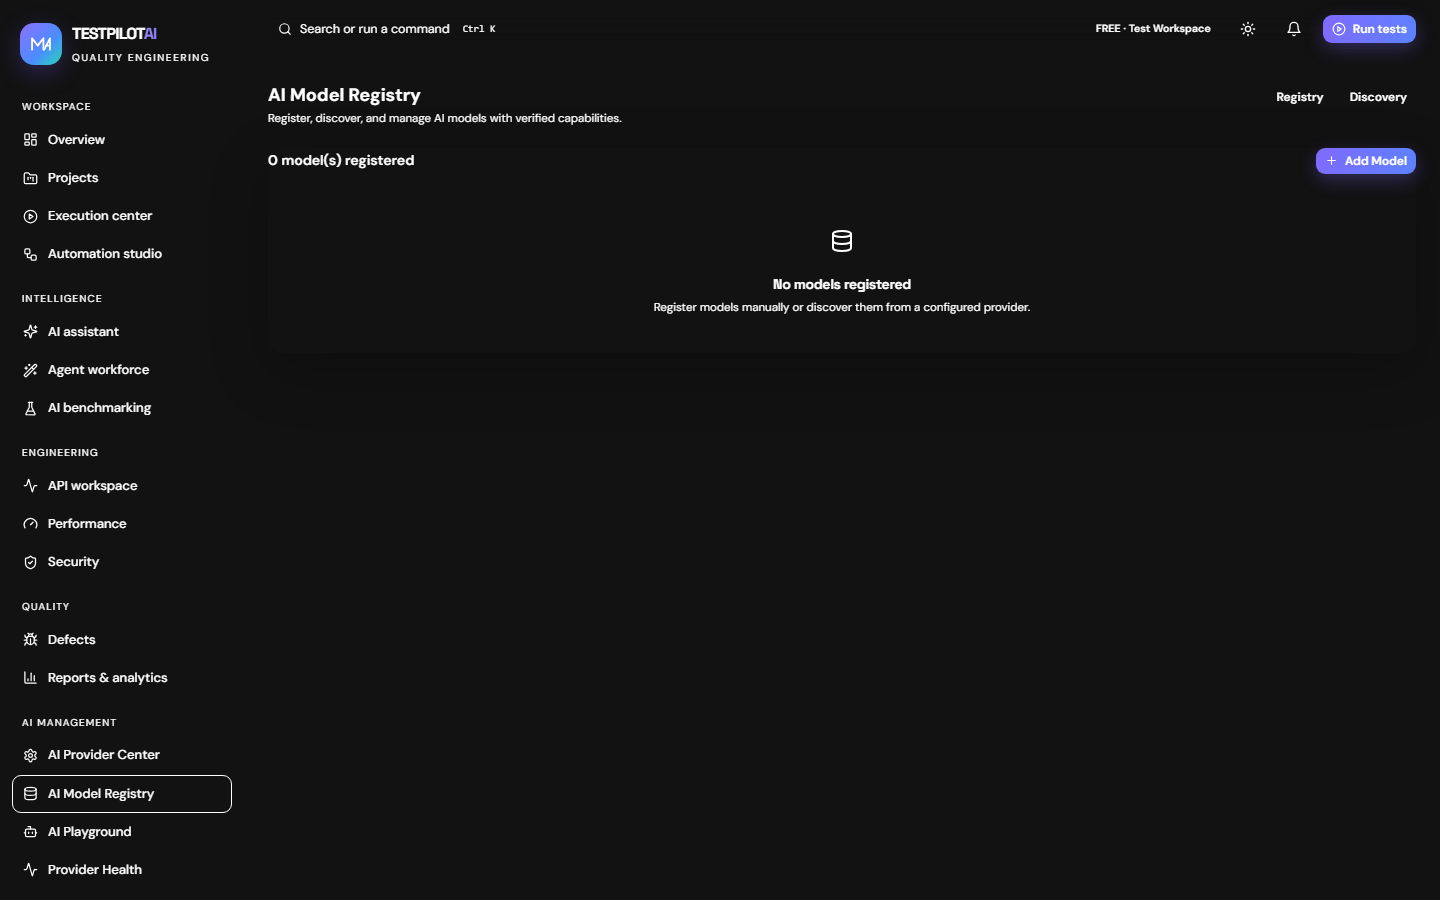 TESTPILOTAI
QUALITY ENGINEERING
WORKSPACE
Overview
Projects
Execution center
Automation studio
INTELLIGENCE
AI assistant
Agent workforce
AI benchmarking
ENGINEERING
API workspace
Performance
Security
QUALITY
Defects
Reports & analytics
AI MANAGEMENT
AI Provider Center
AI Model Registry
AI Playground
Provider Health
Search or run a command Ctrl K
FREE · Test Workspace
Run tests
AI Model Registry
Register, discover, and manage AI models with verified capabilities.
Registry Discovery
0 model(s) registered
Add Model
No models registered
Register models manually or discover them from a configured provider.